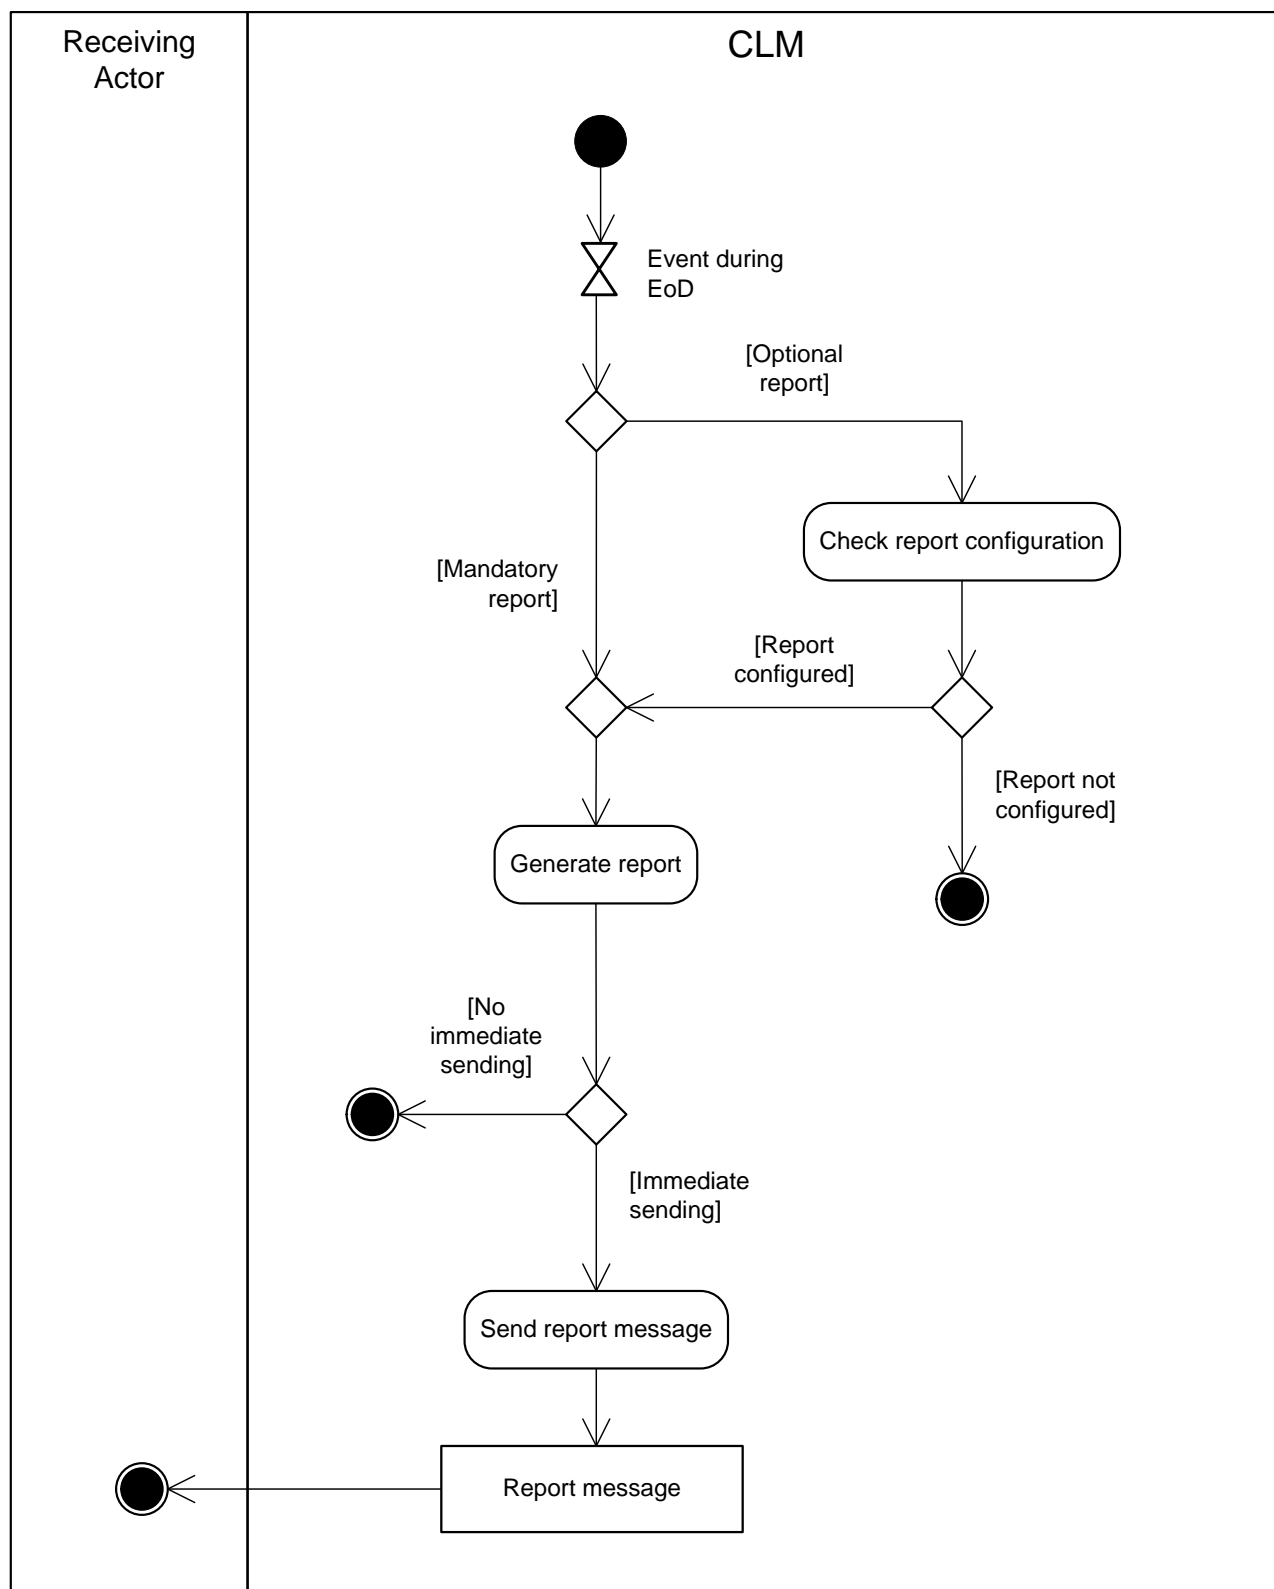 Receiving
Actor
CLM
Event during
EoD
[Optional
report]
Check report configuration
[Mandatory
report]
[Report
configured]
[Report not
configured]
Generate report
[No
immediate
sending]
[Immediate
sending]
Send report message
Report message